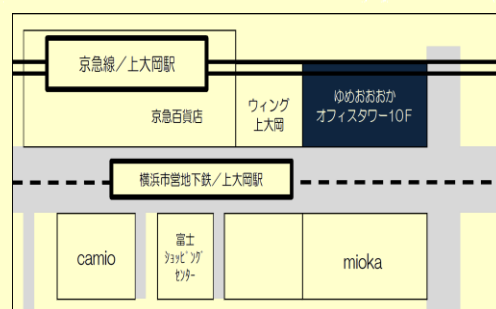 京急線／上大岡駅
京急百貨店
ウィング
上大岡
ゆめおおおか
オフィスタワー10F
横浜市営地下鉄／上大岡駅
camio
富士
ｼｮｯﾋﾟﾝｸﾞ
ｾﾝﾀｰ
mioka